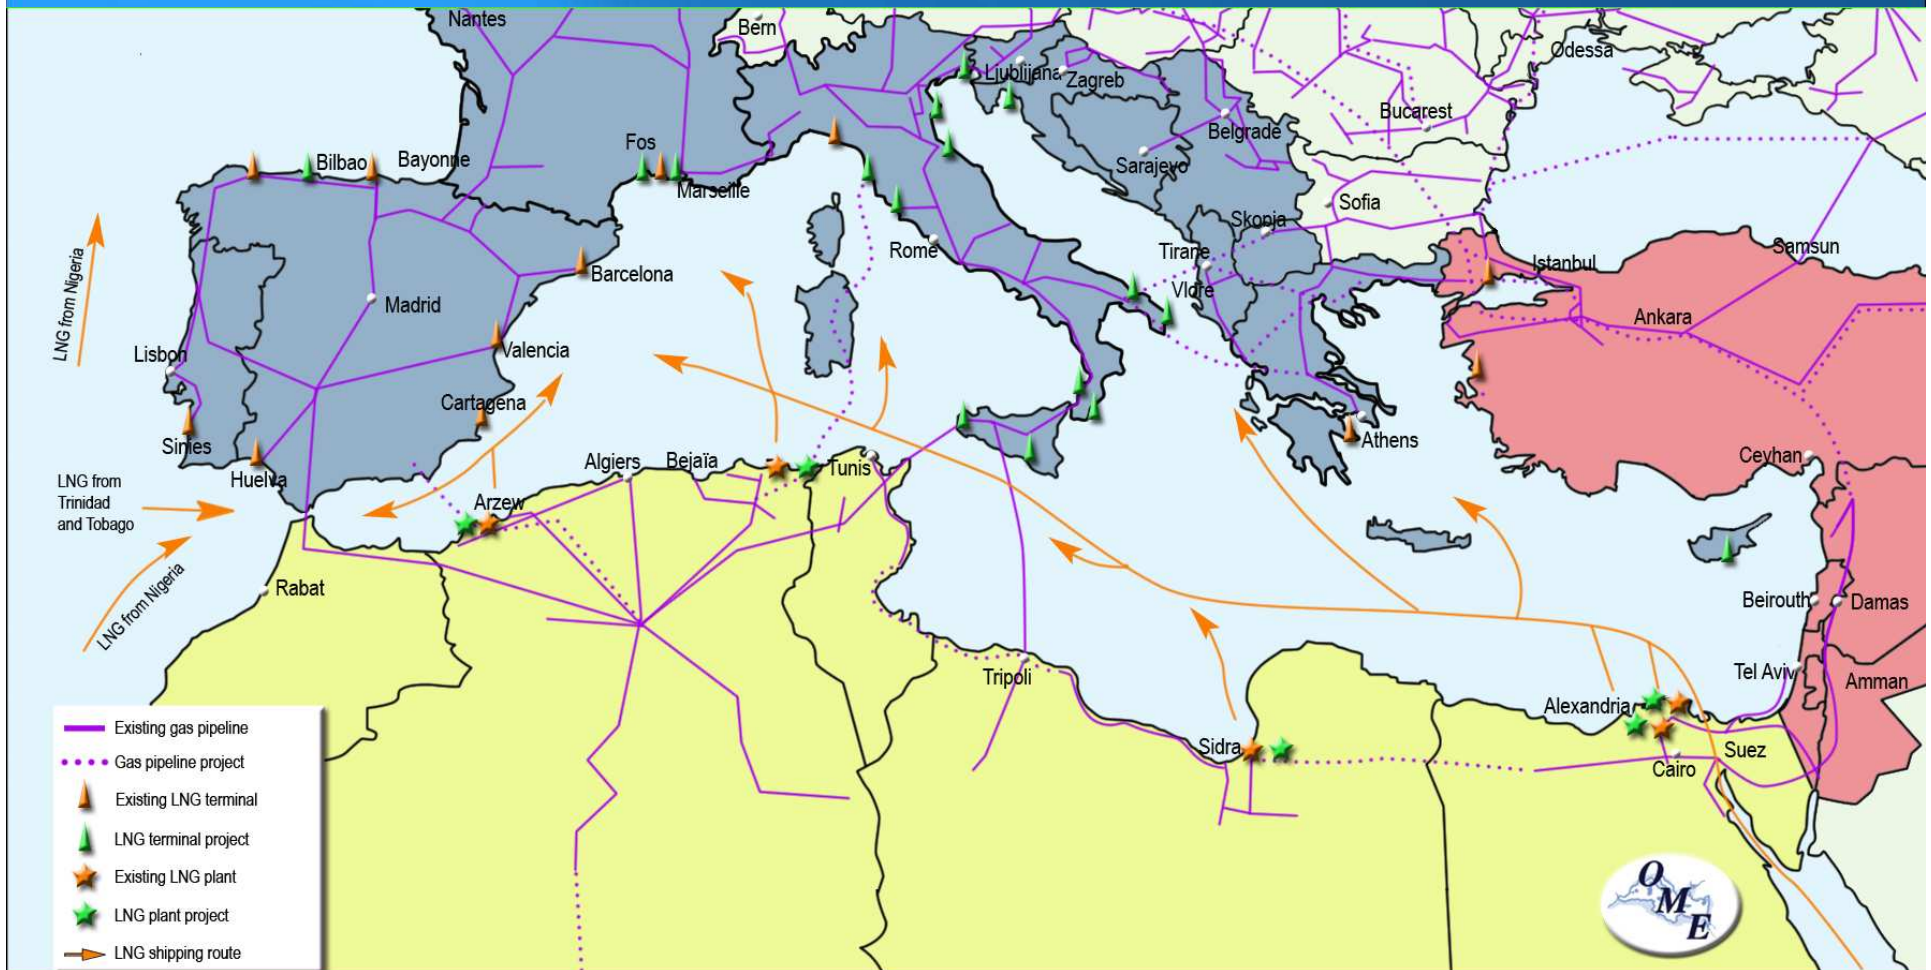 Nantes
Bern
Odessa
Ljublijana
Zagreb
Bucarest
Belgrade
Fos
Bilbao
Bayonne
Sarajevo
Marseille
Sofia
Skopja
LNG from Nigeria
Rome
Tirane
Samsun
Istanbul
Barcelona
Vlore
Madrid
Ankara
Lisbon
Valencia
Cartagena
Sinies
Athens
Huelva
Algiers
Bejaïa
Tunis
Ceyhan
LNG from
Trinidad
and Tobago
Arzew
LNG from Nigeria
Rabat
Beirouth
Damas
Tripoli
Tel Aviv
Amman
Alexandria
Sidra
Suez
Cairo
Existing gas pipeline
Gas pipeline project
Existing LNG terminal
LNG terminal project
Existing LNG plant
LNG plant project
LNG shipping route
OME